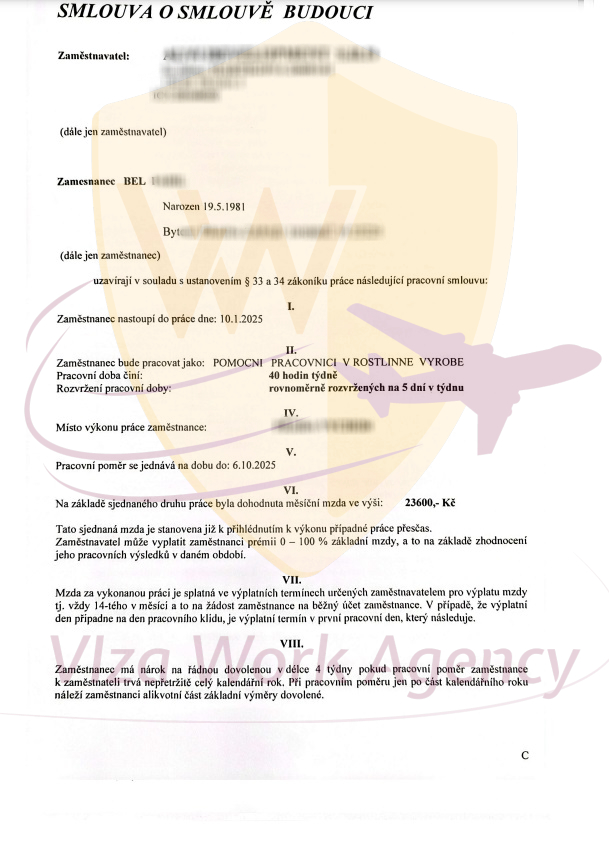 SMLOUVA O SMLOUVĚ BUDOUCI
Zaměstnavatel:
(dále jen zaměstnavatel)
Zamesnanec BEL
Narozen 19.5.1981
Byt
(dále jen zaměstnanec)
uzavírají v souladu s ustanovením § 33 a 34 zákoníku práce následující pracovní smlouvu:
I.
Zaměstnanec nastoupí do práce dne: 10.1.2025
II.
Zaměstnanec bude pracovat jako: POMOCNI PRACOVNICI V ROSTLINNE VYROBE
Pracovní doba činí: 40 hodin týdně
Rozvržení pracovní doby: rovnoměrně rozvržených na 5 dní v týdnu
IV.
Místo výkonu práce zaměstnance:
V.
Pracovní poměr se jednává na dobu do: 6.10.2025
VI.
Na základě sjednaného druhu práce byla dohodnuta měsíční mzda ve výši: 23600,- Kč
Tato sjednaná mzda je stanovena již k přihlédnutím k výkonu případné práce přesčas.
Zaměstnavatel může vyplatit zaměstnanci prémii 0 – 100 % základní mzdy, a to na základě zhodnocení
jeho pracovních výsledků v daném období.
VII.
Mzda za vykonanou práci je splatná ve výplatních termínech určených zaměstnavatelem pro výplatu mzdy
tj. vždy 14-tého v měsíci a to na žádost zaměstnance na běžný účet zaměstnance. V případě, že výplatní
den připadne na den pracovního klidu, je výplatní termín v první pracovní den, který následuje.
VIII.
VIza Work Agency
Zaměstnanec má nárok na řádnou dovolenou v délce 4 týdny pokud pracovní poměr zaměstnance
k zaměstnateli trvá nepřetržitě celý kalendářní rok. Při pracovním poměru jen po část kalendářního roku
náleží zaměstnanci alikvotní část základní výměry dovolené.
C